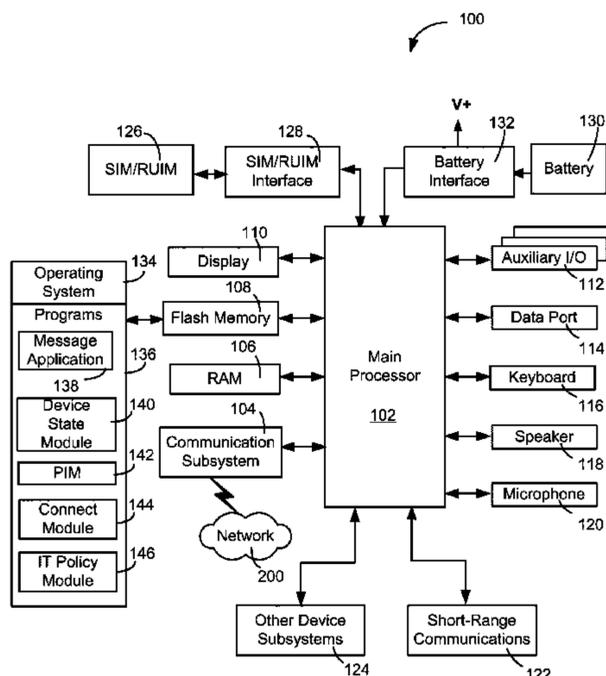 100
V+
126
128
132
130
SIM/RUIM
SIM/RUIM
Interface
Battery
Interface
Battery
110
Display
Auxiliary I/O
112
134
Operating
System
108
Flash Memory
Data Port
114
Programs
Message
Application
136
138
106
RAM
Main
Processor
102
Keyboard
116
140
Device
State
Module
104
Communication
Subsystem
Speaker
118
142
PIM
Microphone
120
144
Connect
Module
Network
200
146
IT Policy
Module
Other Device
Subsystems
124
Short-Range
Communications
122